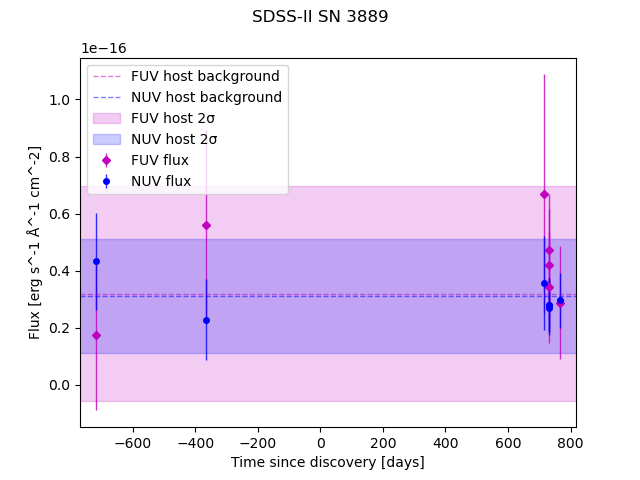 SDSS-II SN 3889
1e−16
FUV host background
NUV host background
FUV host 2σ
NUV host 2σ
FUV flux
NUV flux
1.0
0.8
0.6
0.4
0.2
0.0
Flux [erg s^-1 Å^-1 cm^-2]
−600
−400
−200
0
200
400
600
800
Time since discovery [days]